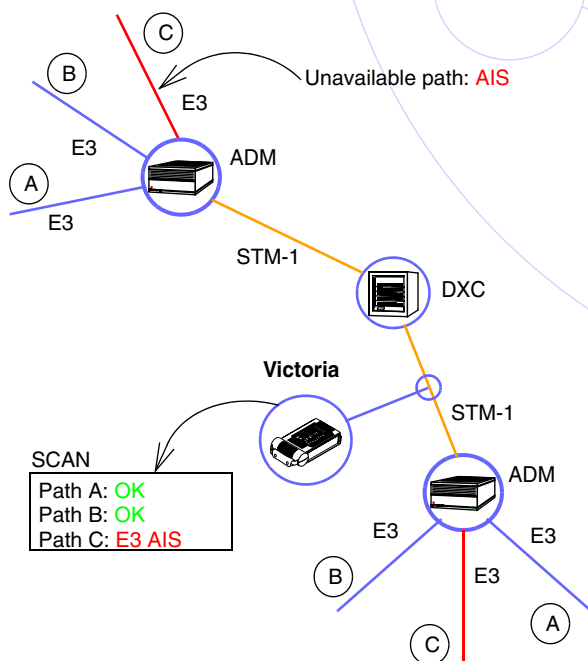 C
B
Unavailable path: AIS
E3
E3
ADM
A
E3
STM-1
DXC
Victoria
STM-1
SCAN
Path A: OK
Path B: OK
Path C: E3 AIS
ADM
E3
E3
E3
B
A
C